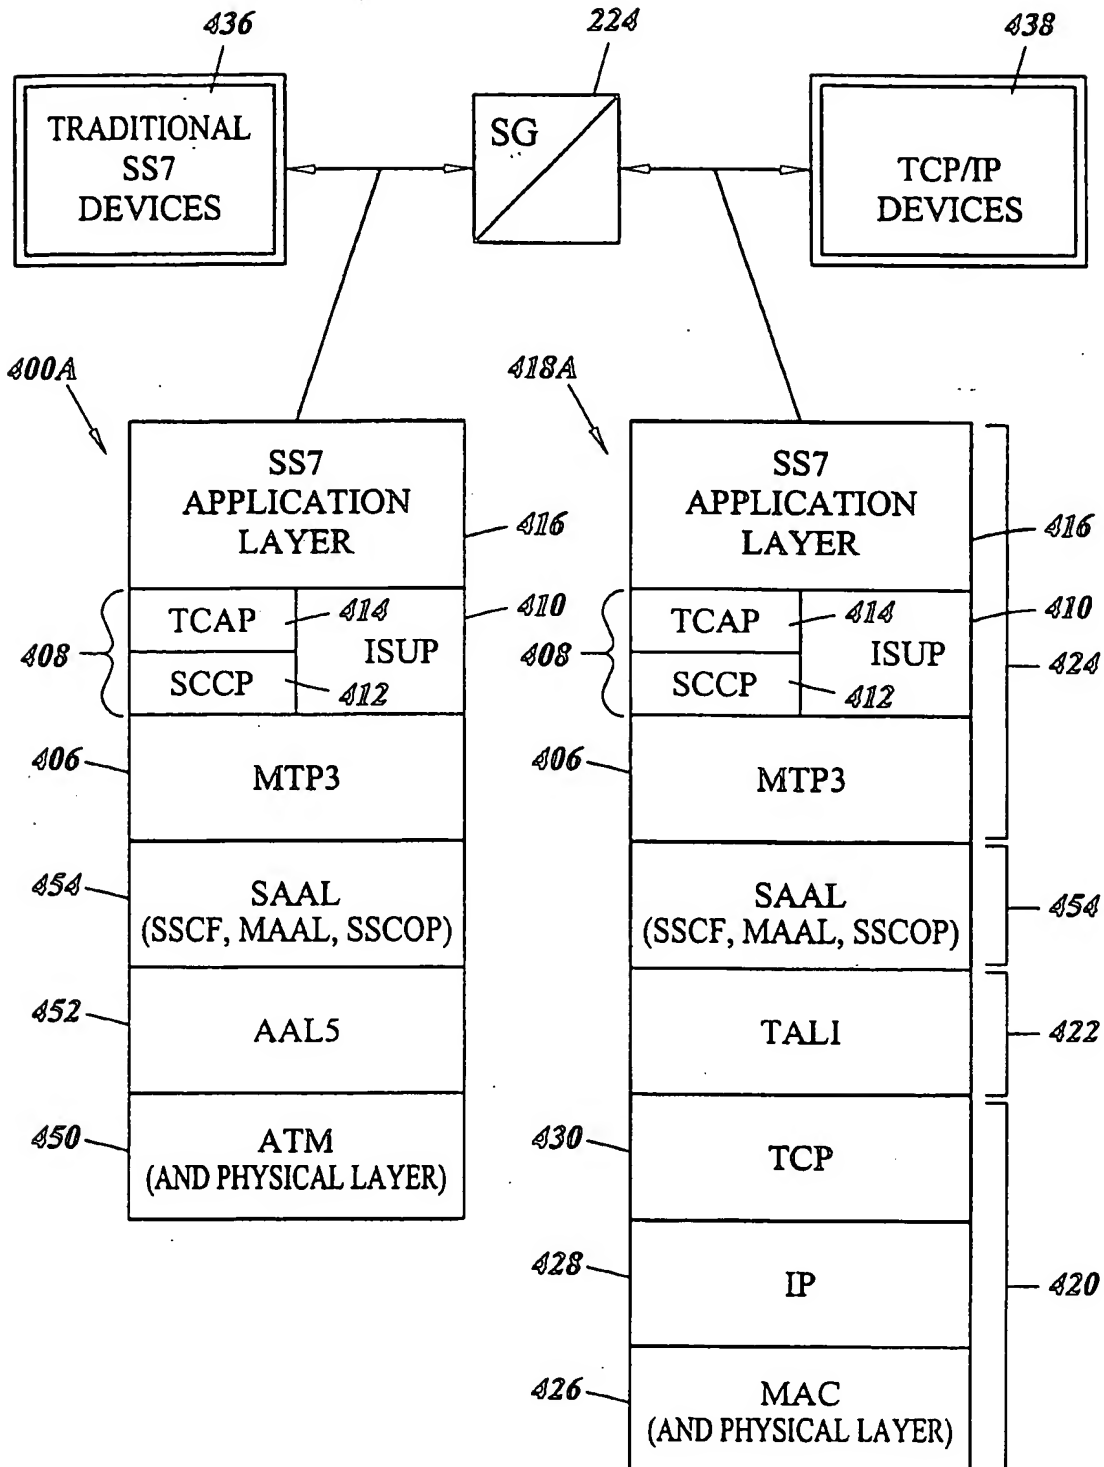 436
224
438
TRADITIONAL
SS7
DEVICES
SG
TCP/IP
DEVICES
400A
418A
SS7
APPLICATION
LAYER
416
TCAP
414
410
408
ISUP
SCCP
412
406
MTP3
454
SAAL
(SSCF, MAAL, SSCOP)
452
AAL5
450
ATM
(AND PHYSICAL LAYER)
SS7
APPLICATION
LAYER
416
TCAP
414
410
408
ISUP
424
SCCP
412
406
MTP3
SAAL
(SSCF, MAAL, SSCOP)
454
TALI
422
430
TCP
428
IP
420
426
MAC
(AND PHYSICAL LAYER)